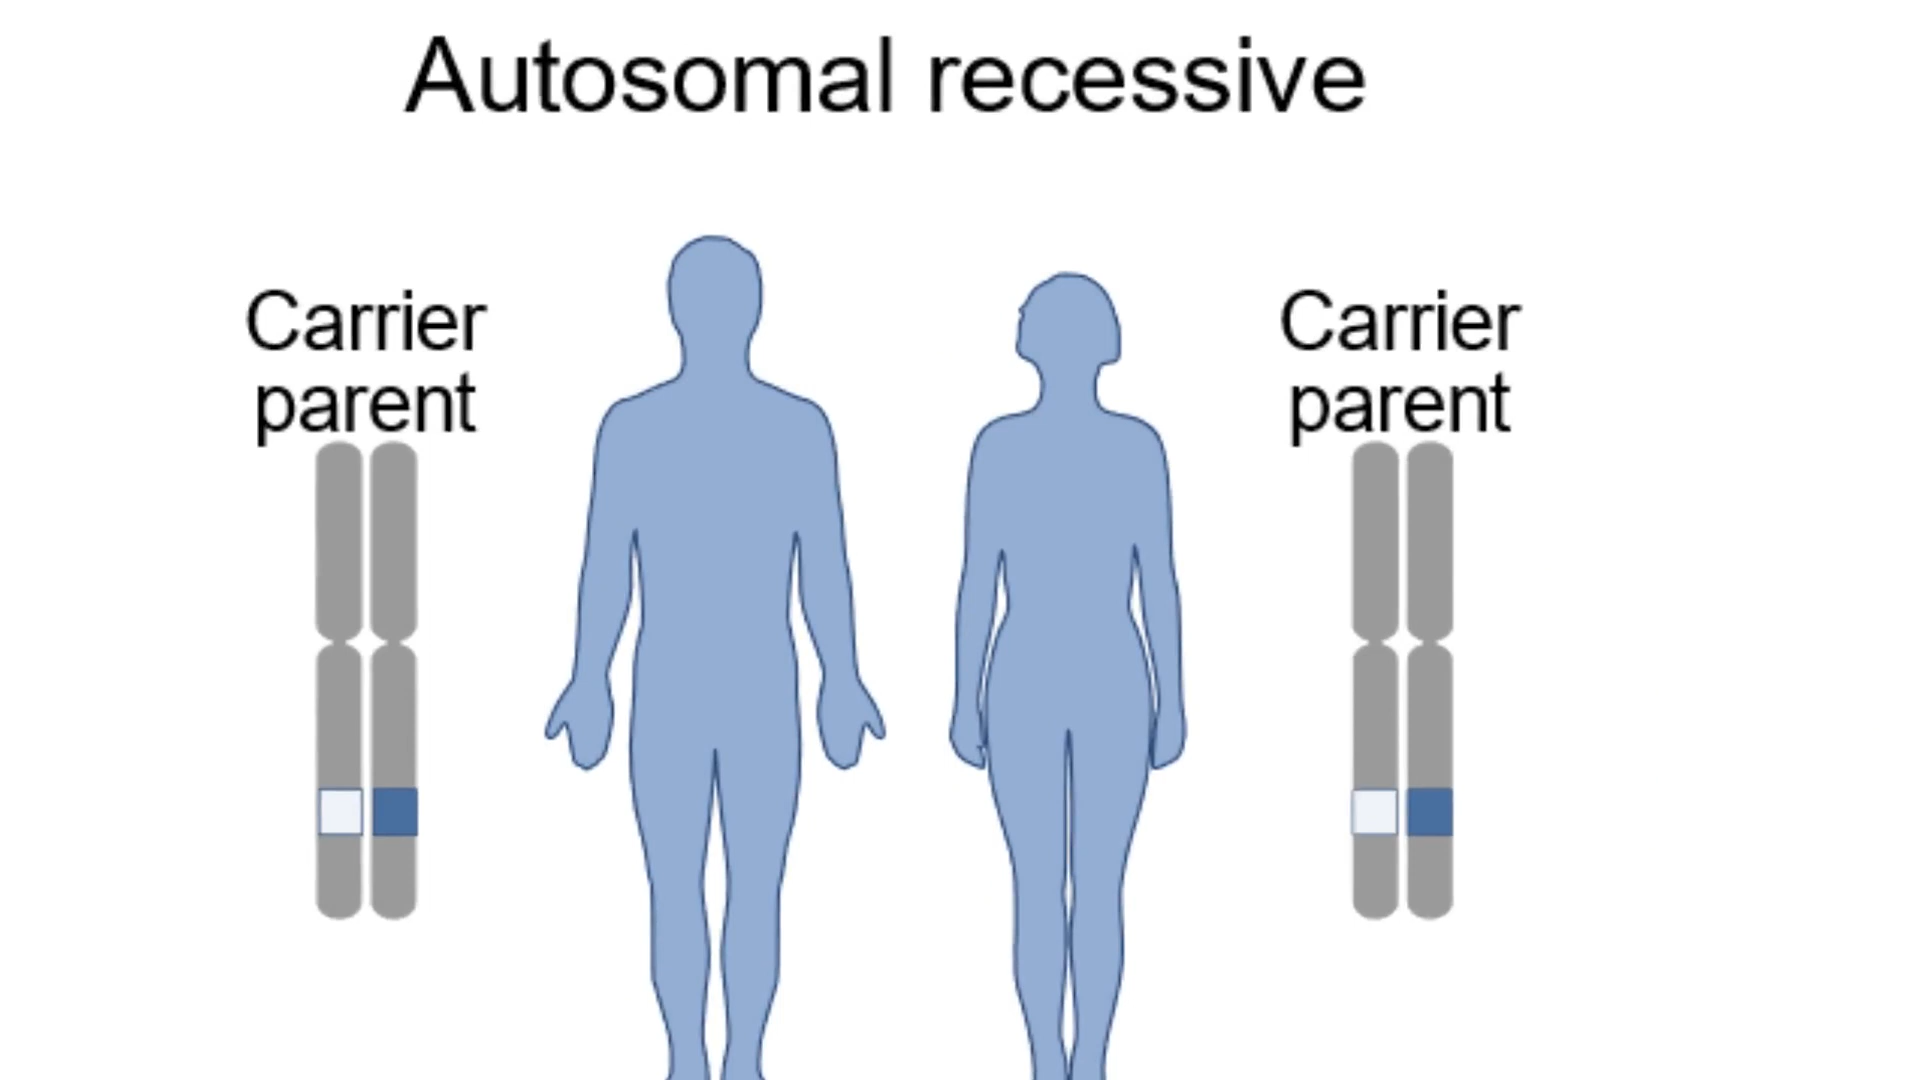 Autosomal recessive
Carrier
parent
Carrier
parent